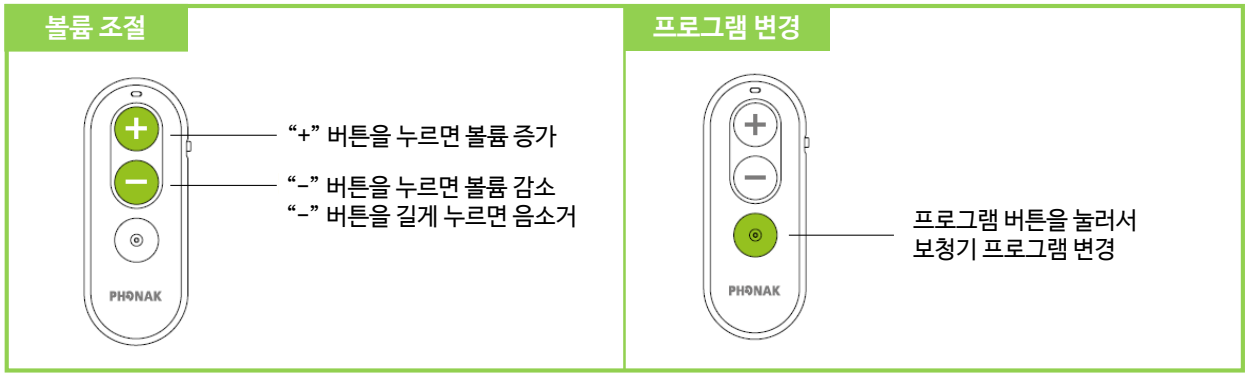 볼륨 조절
“+” 버튼을 누르면 볼륨 증가
“-” 버튼을 누르면 볼륨 감소
“-” 버튼을 길게 누르면 음소거
PHONAK
프로그램 변경
프로그램 버튼을 눌러서
보청기 프로그램 변경
PHONAK